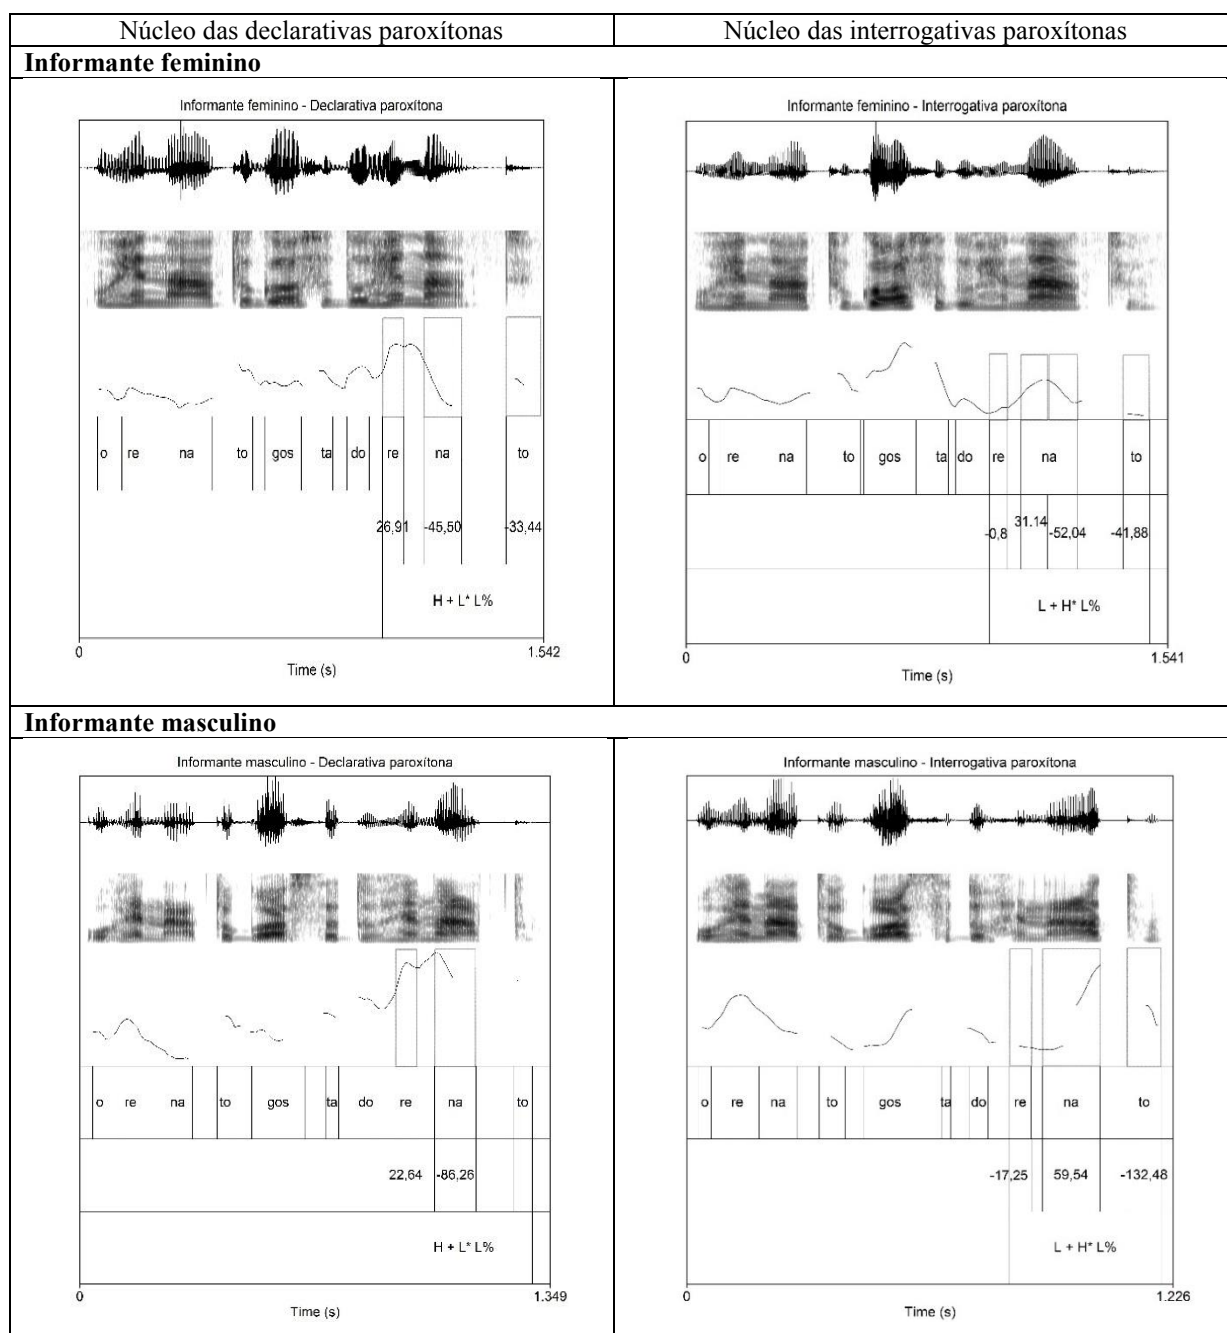 Núcleo das declarativas paroxítonas
Núcleo das interrogativas paroxítonas
Informante feminino
Informante feminino - Declarativa paroxítona
o re na to gos ta do re na to
26,91 -45,50 -33,44
H + L* L%
0 1.542
Time (s)
Informante feminino - Interrogativa paroxítona
o re na to gos ta do re na to
-0,8 31.14 -52,04 -41,88
L + H* L%
0 1.541
Time (s)
Informante masculino
Informante masculino - Declarativa paroxítona
o re na to gos ta do re na to
22,64 -86,26
H + L* L%
0 1.349
Time (s)
Informante masculino - Interrogativa paroxítona
o re na to gos ta do re na to
-17,25 59,54 -132,48
L + H* L%
0 1.226
Time (s)